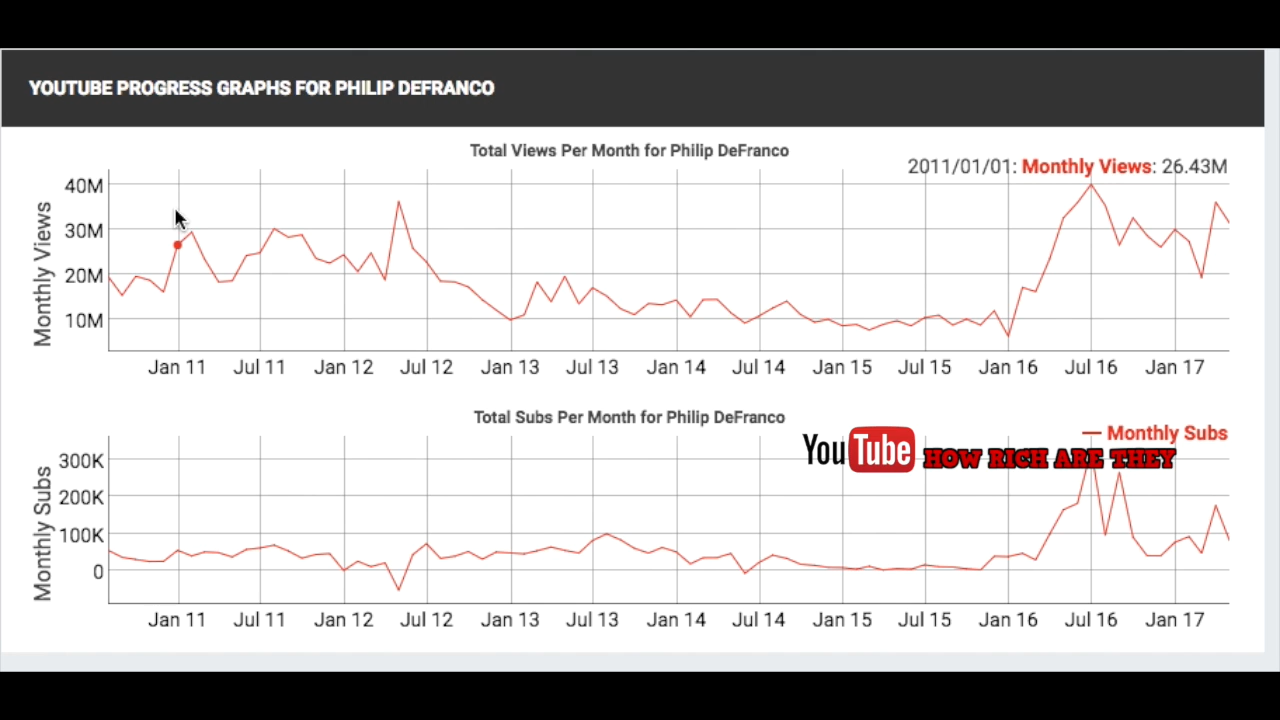 YOUTUBE PROGRESS GRAPHS FOR PHILIP DEFRANCO
Total Views Per Month for Philip DeFranco
2011/01/01: Monthly Views: 26.43M
Monthly Views
40M
30M
20M
10M
Jan 11 Jul 11 Jan 12 Jul 12 Jan 13 Jul 13 Jan 14 Jul 14 Jan 15 Jul 15 Jan 16 Jul 16 Jan 17
Total Subs Per Month for Philip DeFranco
Monthly Subs
YouTube HOW RICH ARE THEY
Monthly Subs
300K
200K
100K
0
Jan 11 Jul 11 Jan 12 Jul 12 Jan 13 Jul 13 Jan 14 Jul 14 Jan 15 Jul 15 Jan 16 Jul 16 Jan 17